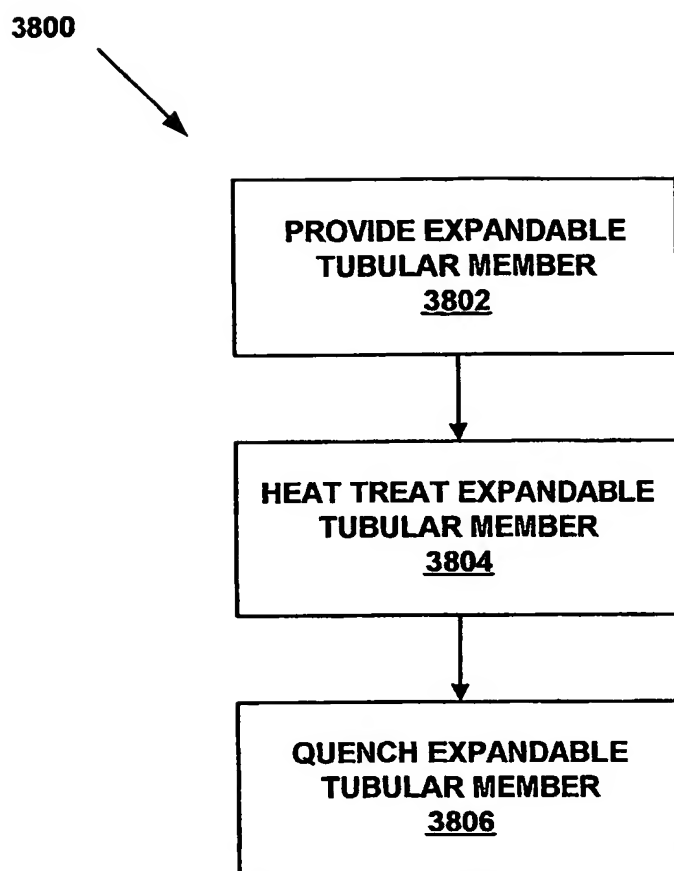 3800
PROVIDE EXPANDABLE
TUBULAR MEMBER
3802
HEAT TREAT EXPANDABLE
TUBULAR MEMBER
3804
QUENCH EXPANDABLE
TUBULAR MEMBER
3806